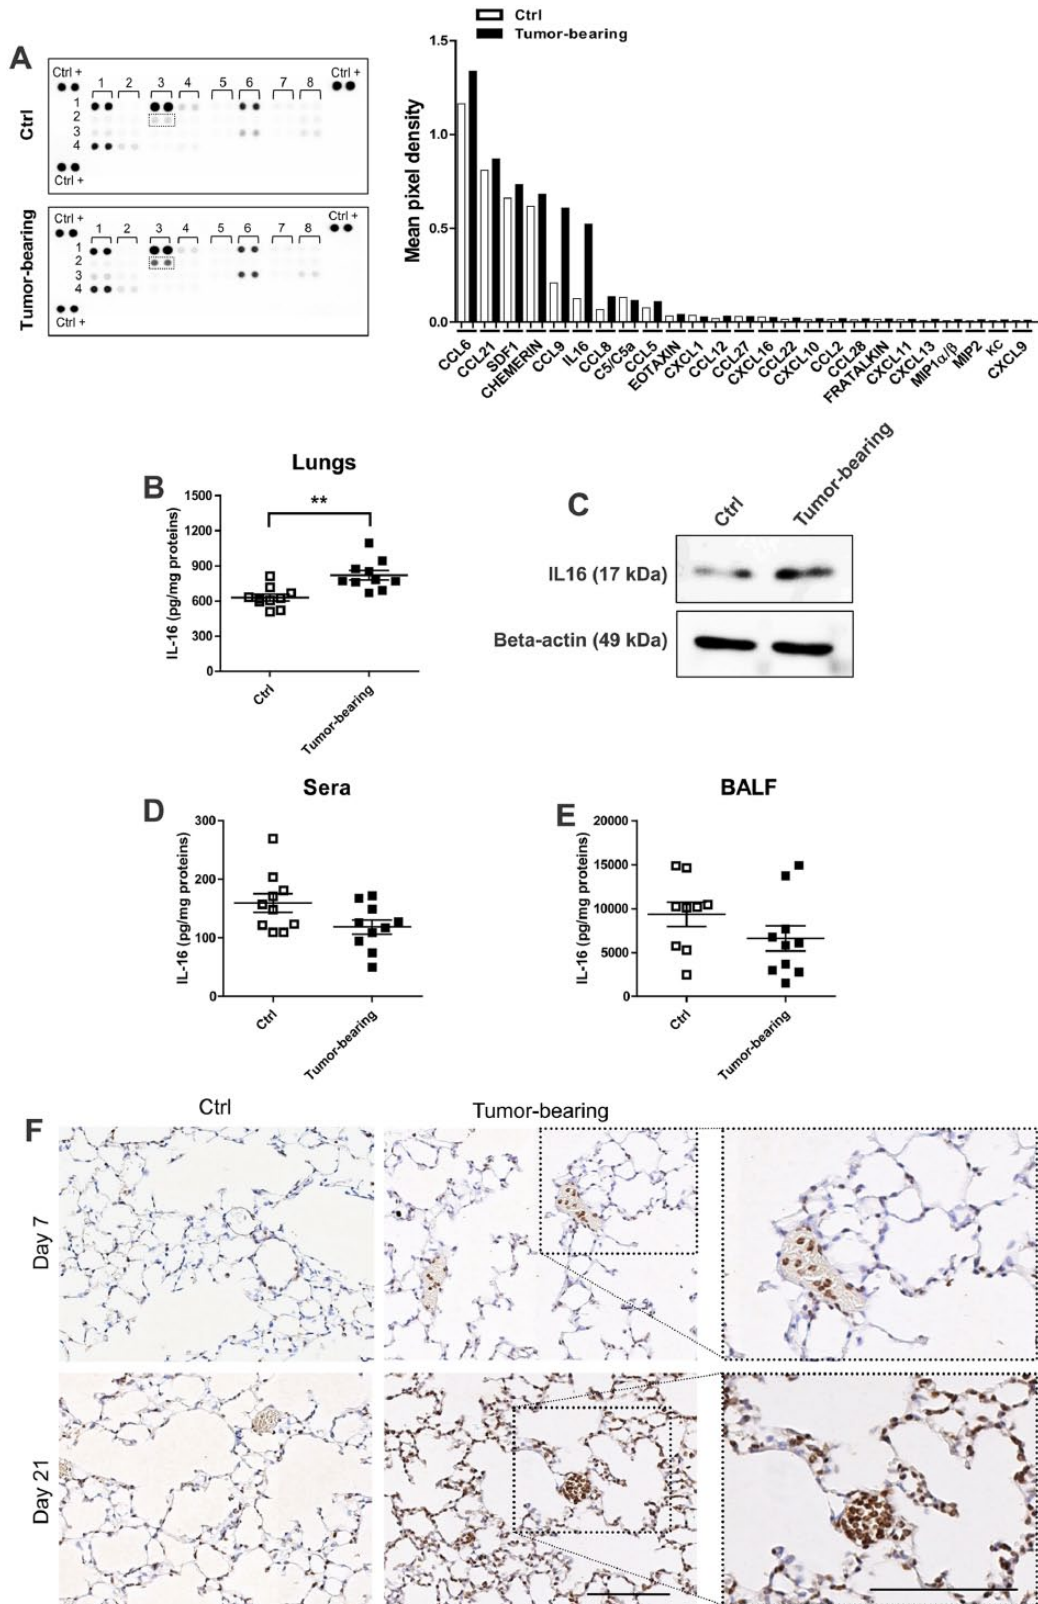 A
Ctrl
Ctrl +
1 2 3 4 5 6 7 8
Ctrl +
1
2
3
4
Ctrl +
Tumor-bearing
Ctrl +
1 2 3 4 5 6 7 8
Ctrl +
1
2
3
4
Ctrl +
Ctrl
Tumor-bearing
Mean pixel density
1.5
1.0
0.5
0.0
CCL6
CCL21
SDF1
CHEMERIN
CCL9
IL16
CCL8
C5/C5a
CCL5
EOTAXIN
CXCL1
CCL12
CCL27
CXCL16
CCL22
CXCL10
CCL2
CCL28
FRATALKIN
CXCL11
CXCL13
MIP1α/β
MIP2
KC
CXCL9
B
Lungs
IL-16 (pg/mg proteins)
1500
1200
900
600
300
0
**
Ctrl
Tumor-bearing
C
Ctrl
Tumor-bearing
IL16 (17 kDa)
Beta-actin (49 kDa)
D
Sera
IL-16 (pg/mg proteins)
300
200
100
0
Ctrl
Tumor-bearing
E
BALF
IL-16 (pg/mg proteins)
20000
15000
10000
5000
0
Ctrl
Tumor-bearing
F
Ctrl
Tumor-bearing
Day 7
Day 21